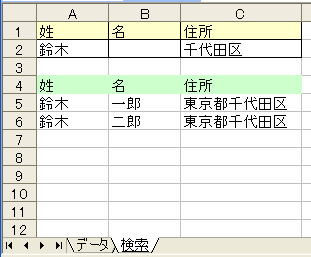 A B C
1 姓 名 住所
2 鈴木 千代田区
3
4 姓 名 住所
5 鈴木 一郎 東京都千代田区
6 鈴木 二郎 東京都千代田区
7
8
9
10
11
12
データ 検索